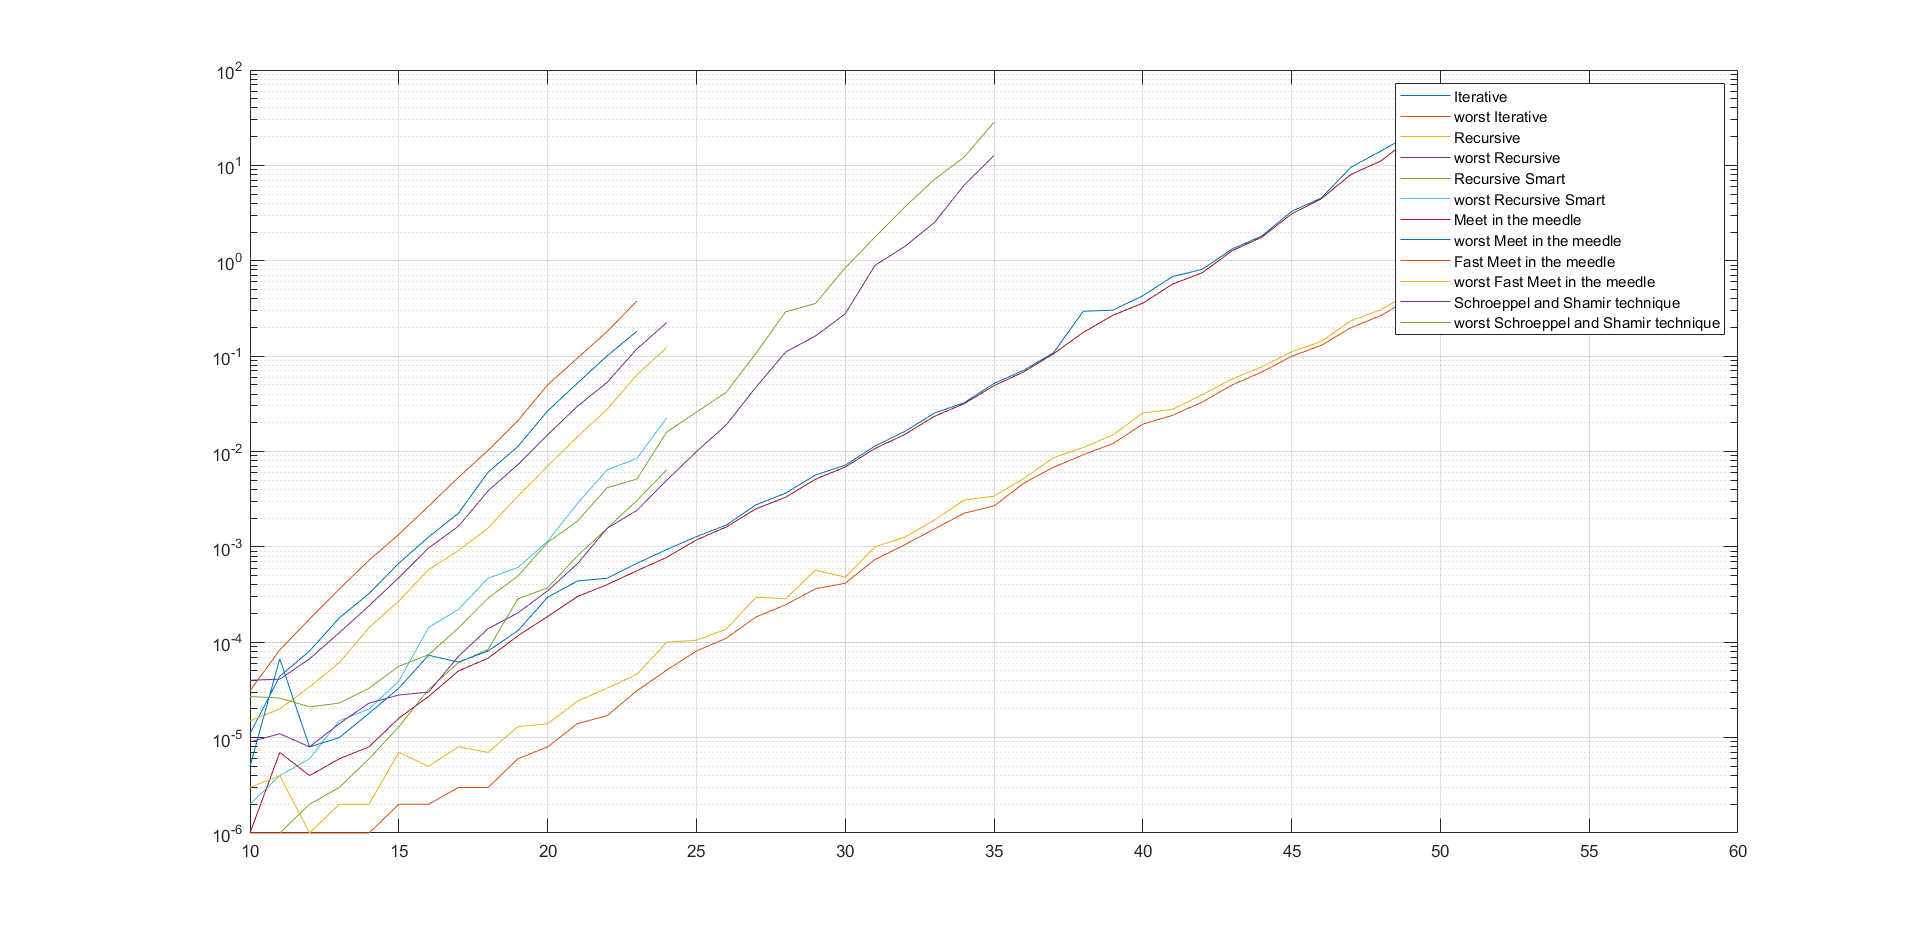 10^2
10^1
10^0
10^-1
10^-2
10^-3
10^-4
10^-5
10^-6
10 15 20 25 30 35 40 45 50 55 60
Iterative
worst Iterative
Recursive
worst Recursive
Recursive Smart
worst Recursive Smart
Meet in the meedle
worst Meet in the meedle
Fast Meet in the meedle
worst Fast Meet in the meedle
Schroeppel and Shamir technique
worst Schroeppel and Shamir technique